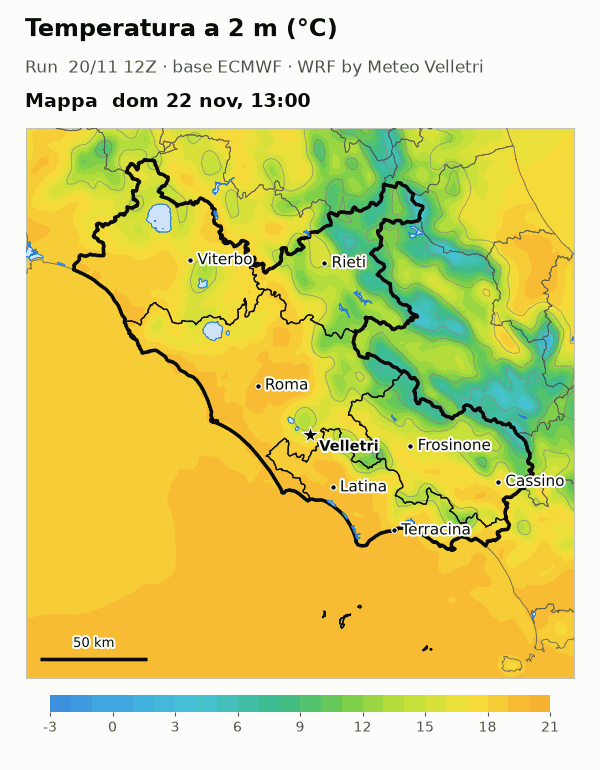 Temperatura a 2 m (°C)
Run 20/11 12Z · base ECMWF · WRF by Meteo Velletri
Mappa dom 22 nov, 13:00
Viterbo
Rieti
Roma
Velletri
Frosinone
Cassino
Latina
Terracina
50 km
-3 0 3 6 9 12 15 18 21